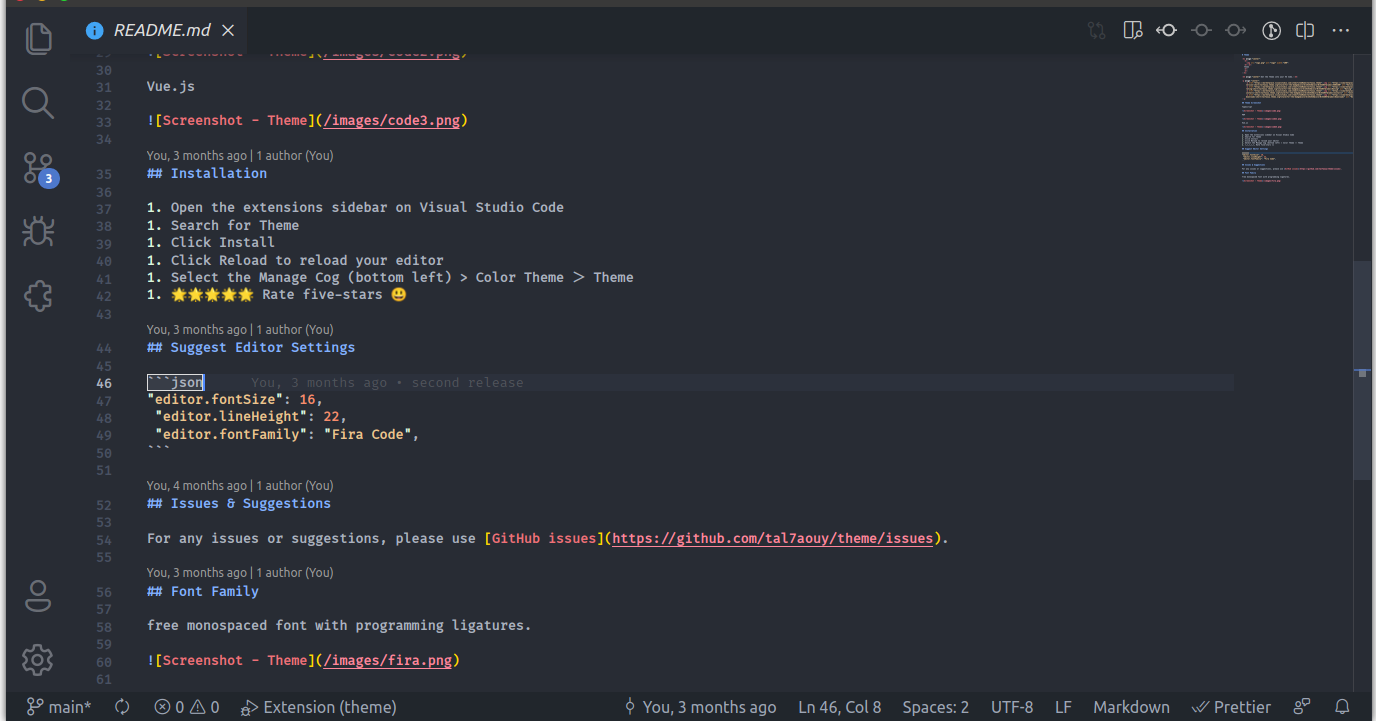 README.md
29 ![Screenshot - Theme](/images/code2.png)
30
31 Vue.js
32
33 ![Screenshot - Theme](/images/code3.png)
34
You, 3 months ago | 1 author (You)
35 ## Installation
36
37 1. Open the extensions sidebar on Visual Studio Code
38 1. Search for Theme
39 1. Click Install
40 1. Click Reload to reload your editor
41 1. Select the Manage Cog (bottom left) > Color Theme > Theme
42 1. 🌟🌟🌟🌟🌟 Rate five-stars 😃
43
You, 3 months ago | 1 author (You)
44 ## Suggest Editor Settings
45
46 ```json You, 3 months ago • second release
47 "editor.fontSize": 16,
48 "editor.lineHeight": 22,
49 "editor.fontFamily": "Fira Code",
50 ```
51
You, 4 months ago | 1 author (You)
52 ## Issues & Suggestions
53
54 For any issues or suggestions, please use [GitHub issues](https://github.com/tal7aouy/theme/issues).
55
You, 3 months ago | 1 author (You)
56 ## Font Family
57
58 free monospaced font with programming ligatures.
59
60 ![Screenshot - Theme](/images/fira.png)
61
3
main* 0 0 Extension (theme) You, 3 months ago Ln 46, Col 8 Spaces: 2 UTF-8 LF Markdown Prettier